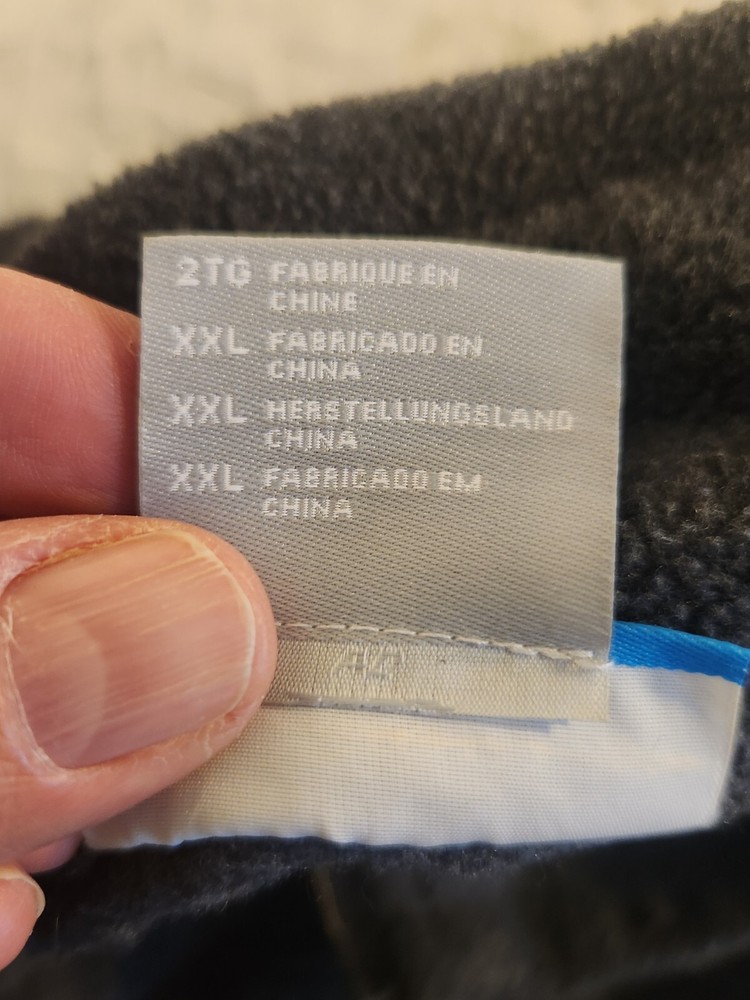 2TG FABRIQUE EN
CHINE
XXL FABRICADO EN
CHINA
XXL HERSTELLUNGSLAND
CHINA
XXL FABRICADO EM
CHINA